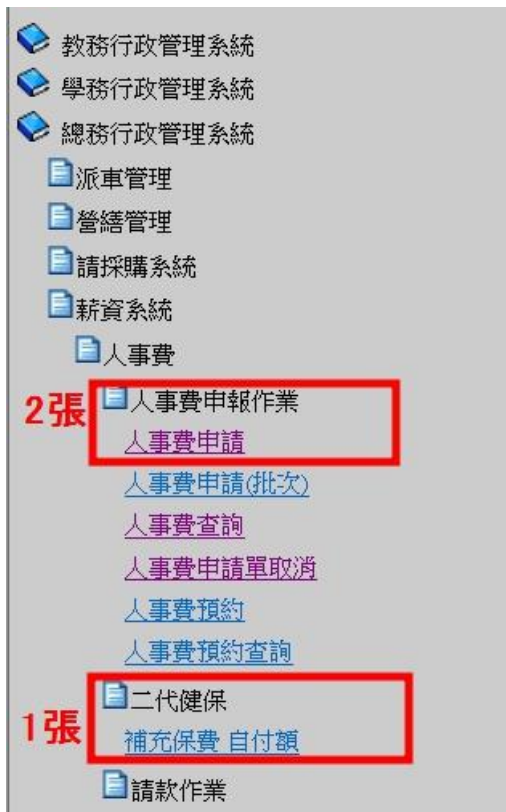 教務行政管理系統
學務行政管理系統
總務行政管理系統
派車管理
營繕管理
請採購系統
薪資系統
人事費
2張
人事費申報作業
人事費申請
人事費申請(批次)
人事費查詢
人事費申請單取消
人事費預約
人事費預約查詢
1張
二代健保
補充保費 自付額
請款作業